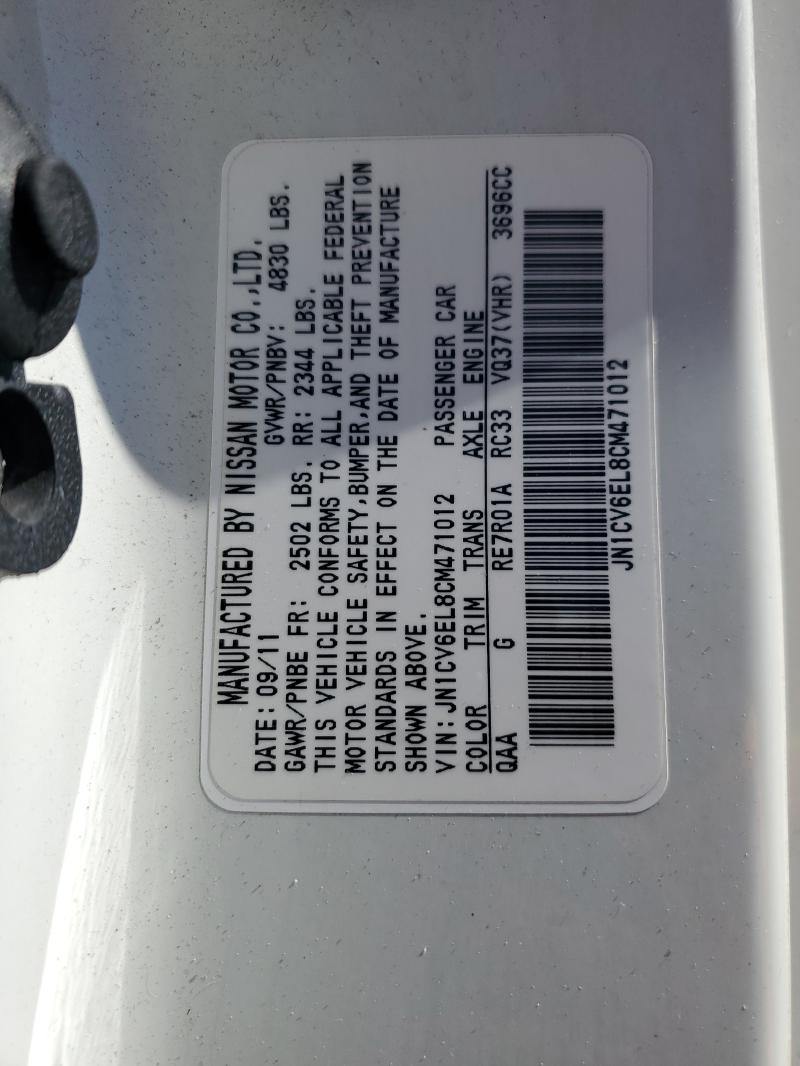 MANUFACTURED BY NISSAN MOTOR CO.,LTD.
DATE: 09/11 GVWR/PNBV: 4830 LBS.
GAWR/PNBE FR: 2502 LBS. RR: 2344 LBS.
THIS VEHICLE CONFORMS TO ALL APPLICABLE FEDERAL
MOTOR VEHICLE SAFETY,BUMPER,AND THEFT PREVENTION
STANDARDS IN EFFECT ON THE DATE OF MANUFACTURE
SHOWN ABOVE.
VIN:JN1CV6EL8CM471012 PASSENGER CAR
COLOR TRIM TRANS AXLE ENGINE
QAA G RE7R01A RC33 VQ37(VHR) 3696CC
JN1CV6EL8CM471012